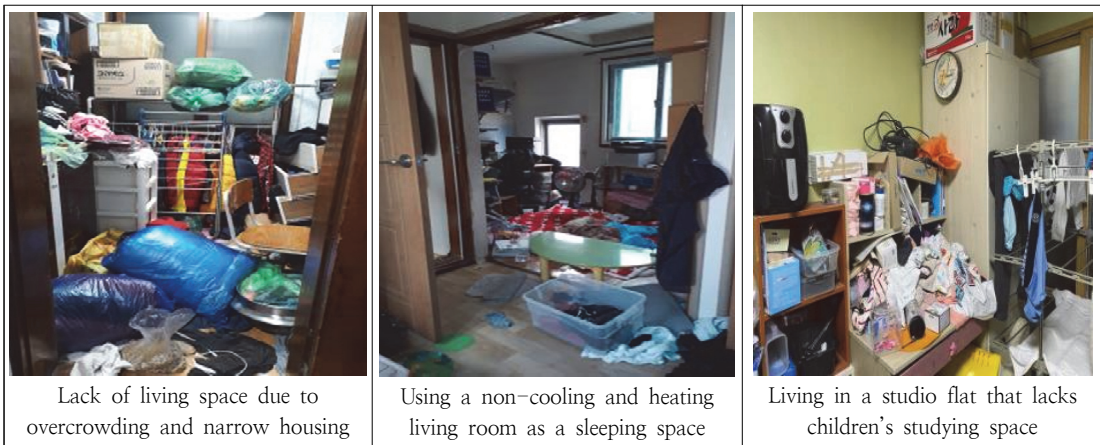 Lack of living space due to
overcrowding and narrow housing
Using a non-cooling and heating
living room as a sleeping space
Living in a studio flat that lacks
children's studying space